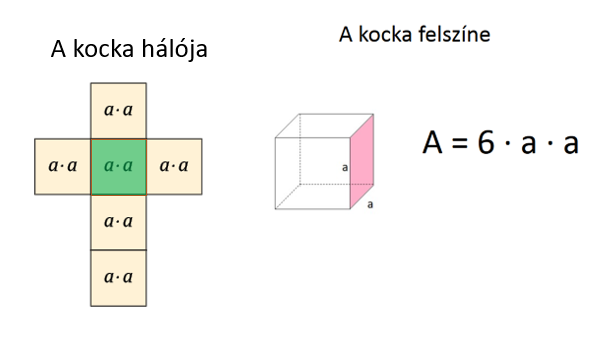 A kocka hálója
a·a
a·a a·a a·a
a·a
a·a
A kocka felszíne
a
a
A = 6 · a · a